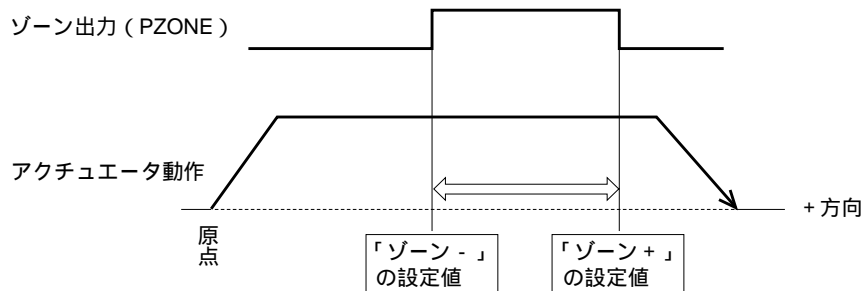 ゾーン出力（PZONE）
アクチュエータ動作
+方向
原点
「ゾーン-」
の設定値
「ゾーン+」
の設定値